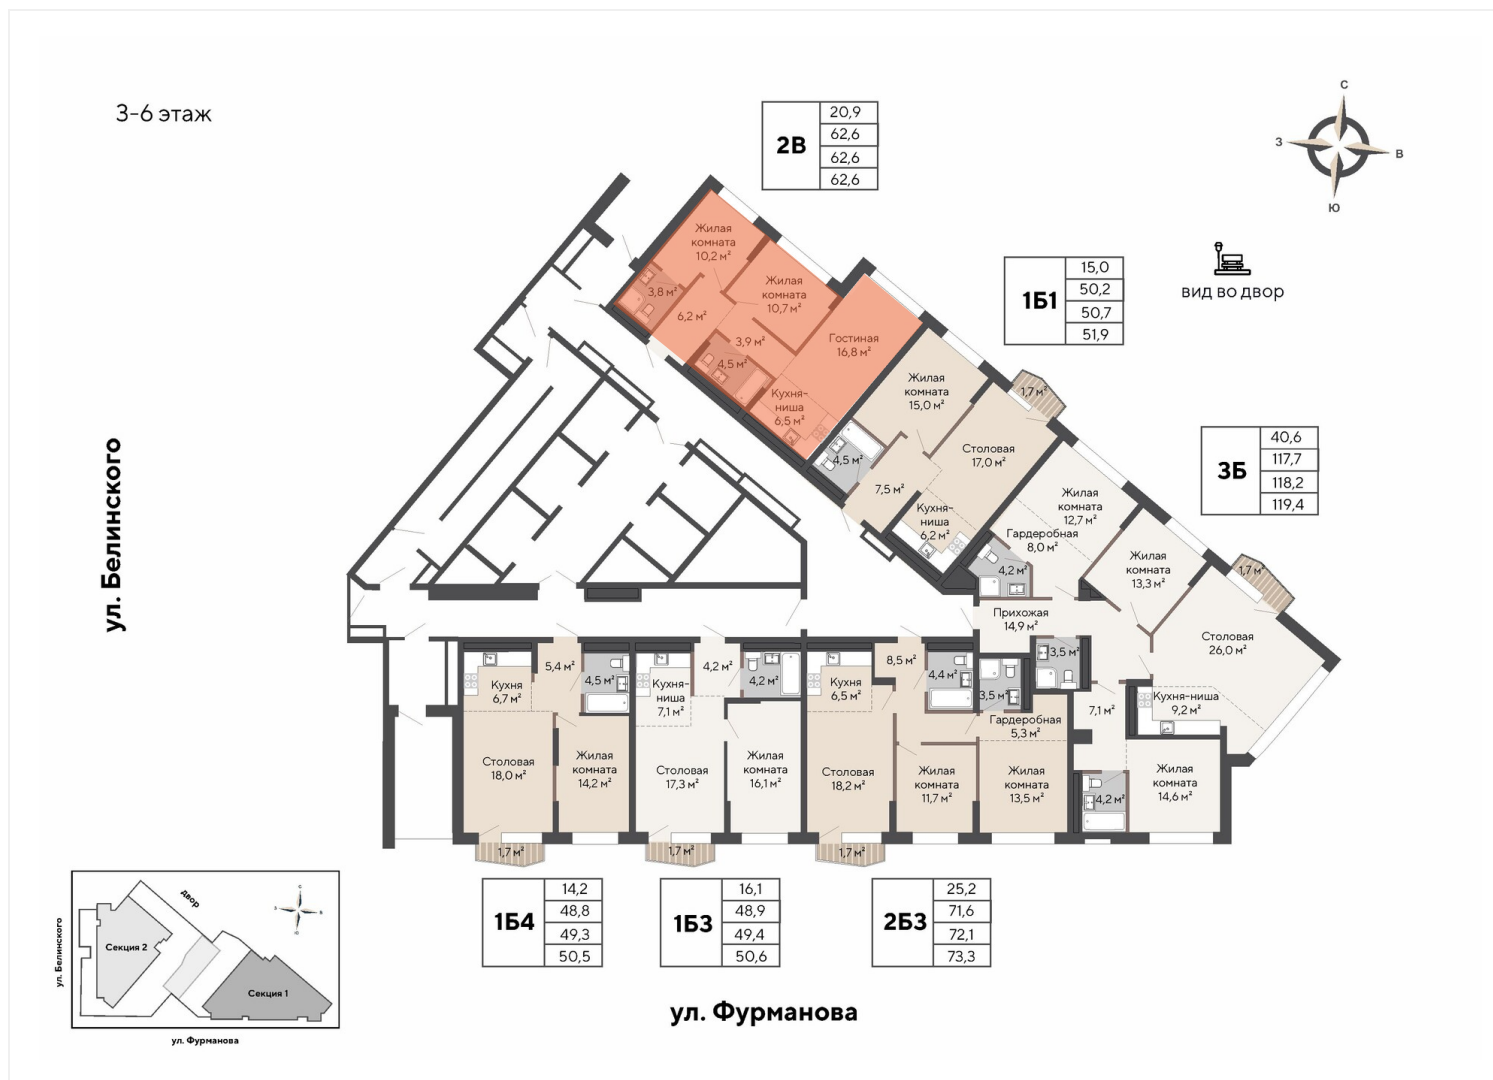 3-6 этаж
2В
20,9
62,6
62,6
62,6
С
З
В
Ю
вид во двор
1Б1
15,0
50,2
50,7
51,9
3Б
40,6
117,7
118,2
119,4
Жилая
комната
10,2 м²
3,8 м²
6,2 м²
Жилая
комната
10,7 м²
3,9 м²
4,5 м²
Гостиная
16,8 м²
Кухня-
ниша
6,5 м²
Жилая
комната
15,0 м²
1,7 м²
4,5 м²
Столовая
17,0 м²
7,5 м²
Кухня-
ниша
6,2 м²
Жилая
комната
12,7 м²
Гардеробная
8,0 м²
4,2 м²
Жилая
комната
13,3 м²
1,7 м²
Прихожая
14,9 м²
3,5 м²
Столовая
26,0 м²
Кухня-ниша
9,2 м²
7,1 м²
4,2 м²
Жилая
комната
14,6 м²
ул. Белинского
5,4 м²
4,5 м²
Кухня
6,7 м²
Столовая
18,0 м²
Жилая
комната
14,2 м²
1,7 м²
4,2 м²
4,2 м²
Кухня-
ниша
7,1 м²
Столовая
17,3 м²
Жилая
комната
16,1 м²
1,7 м²
8,5 м²
4,4 м²
Кухня
6,5 м²
3,5 м²
Гардеробная
5,3 м²
Столовая
18,2 м²
Жилая
комната
11,7 м²
Жилая
комната
13,5 м²
1,7 м²
1Б4
14,2
48,8
49,3
50,5
1Б3
16,1
48,9
49,4
50,6
2Б3
25,2
71,6
72,1
73,3
ул. Фурманова
двор
С
З
В
Ю
Секция 2
Секция 1
ул. Белинского
ул. Фурманова